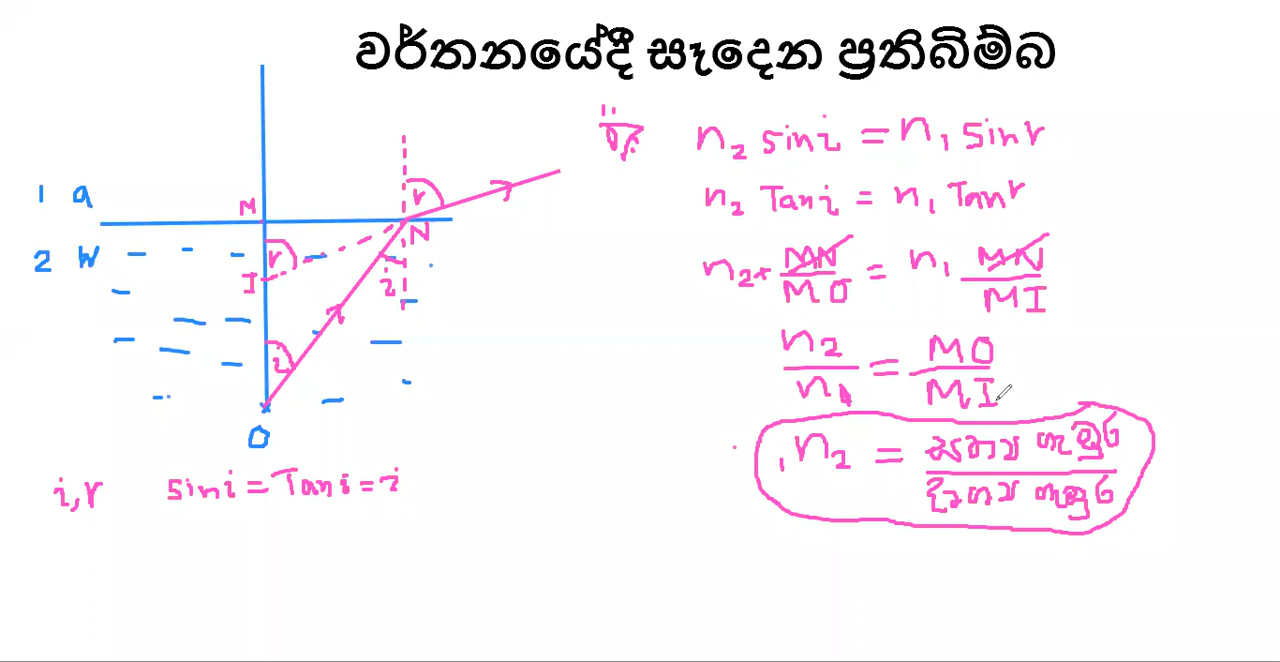 වර්තනයේදී සෑදෙන ප්‍රතිබිම්බ
n₂ sin i = n₁ sin r
n₂ Tan i = n₁ Tan r
n₂ × MN/MO = n₁ MN/MI
n₂/n₁ = MO/MI
₁n₂ = සත්‍ය ගැඹුර/දෘශ්‍ය ගැඹුර
1 a
2 W
M
N
r
r
I
i
i
O
i, r sin i = Tan i = i